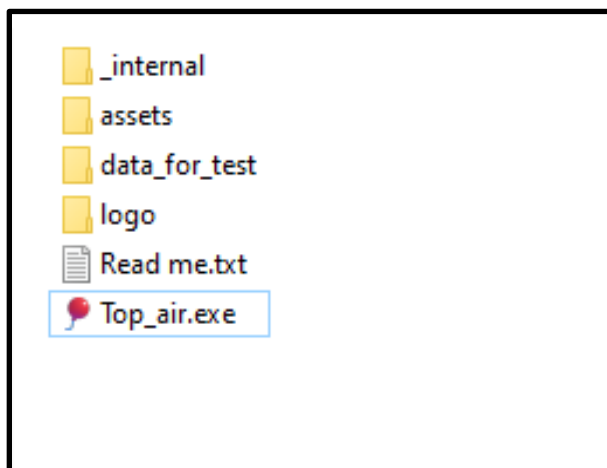 _internal
assets
data_for_test
logo
Read me.txt
Top_air.exe